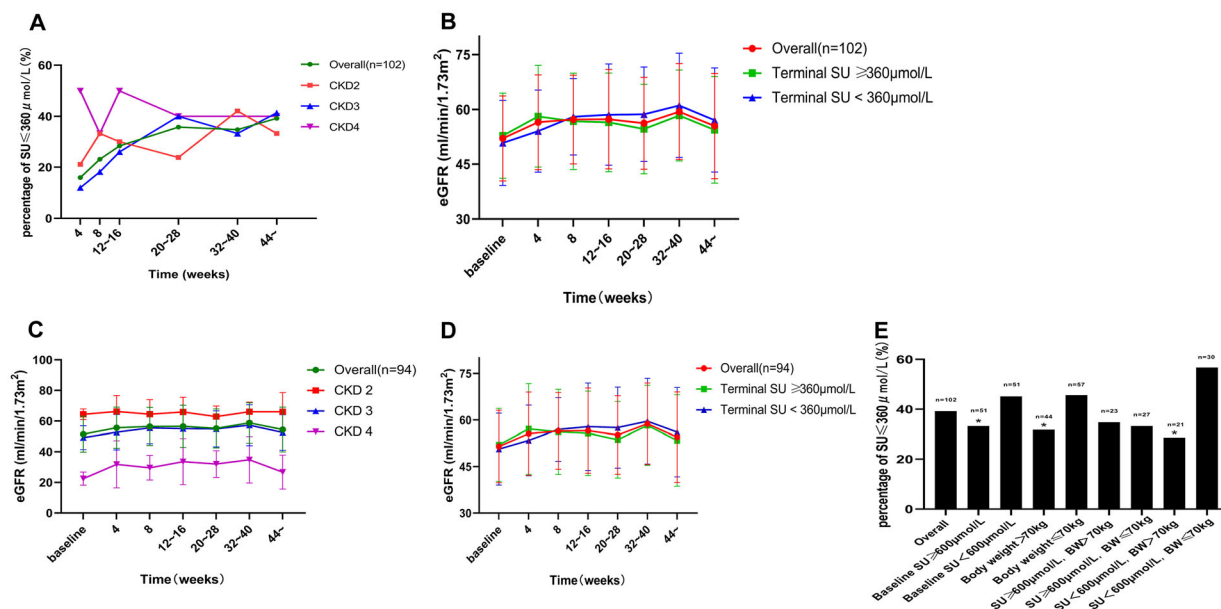 A
percentage of SU≤360μmol/L(%)
80
60
40
20
0
4
8
12~16
20~28
32~40
44~
Time (weeks)
Overall(n=102)
CKD2
CKD3
CKD4
B
eGFR (ml/min/1.73m²)
75
60
45
30
baseline
4
8
12~16
20~28
32~40
44~
Time(weeks)
Overall(n=102)
Terminal SU ≥360μmol/L
Terminal SU < 360μmol/L
C
eGFR (ml/min/1.73m²)
100
80
60
40
20
0
baseline
4
8
12~16
20~28
32~40
44~
Time(weeks)
Overall(n=94)
CKD 2
CKD 3
CKD 4
D
eGFR (ml/min/1.73m²)
75
60
45
30
baseline
4
8
12~16
20~28
32~40
44~
Time(weeks)
Overall(n=94)
Terminal SU ≥360μmol/L
Terminal SU < 360μmol/L
E
percentage of SU≤360μmol/L(%)
60
40
20
0
n=102
n=51
*
n=51
n=44
*
n=57
n=23
n=27
n=21
*
n=30
Overall
Baseline SU≥600μmol/L
Baseline SU<600μmol/L
Body weight>70kg
Body weight≤70kg
SU≥600μmol/L, BW>70kg
SU≥600μmol/L, BW≤70kg
SU<600μmol/L, BW>70kg
SU<600μmol/L, BW≤70kg